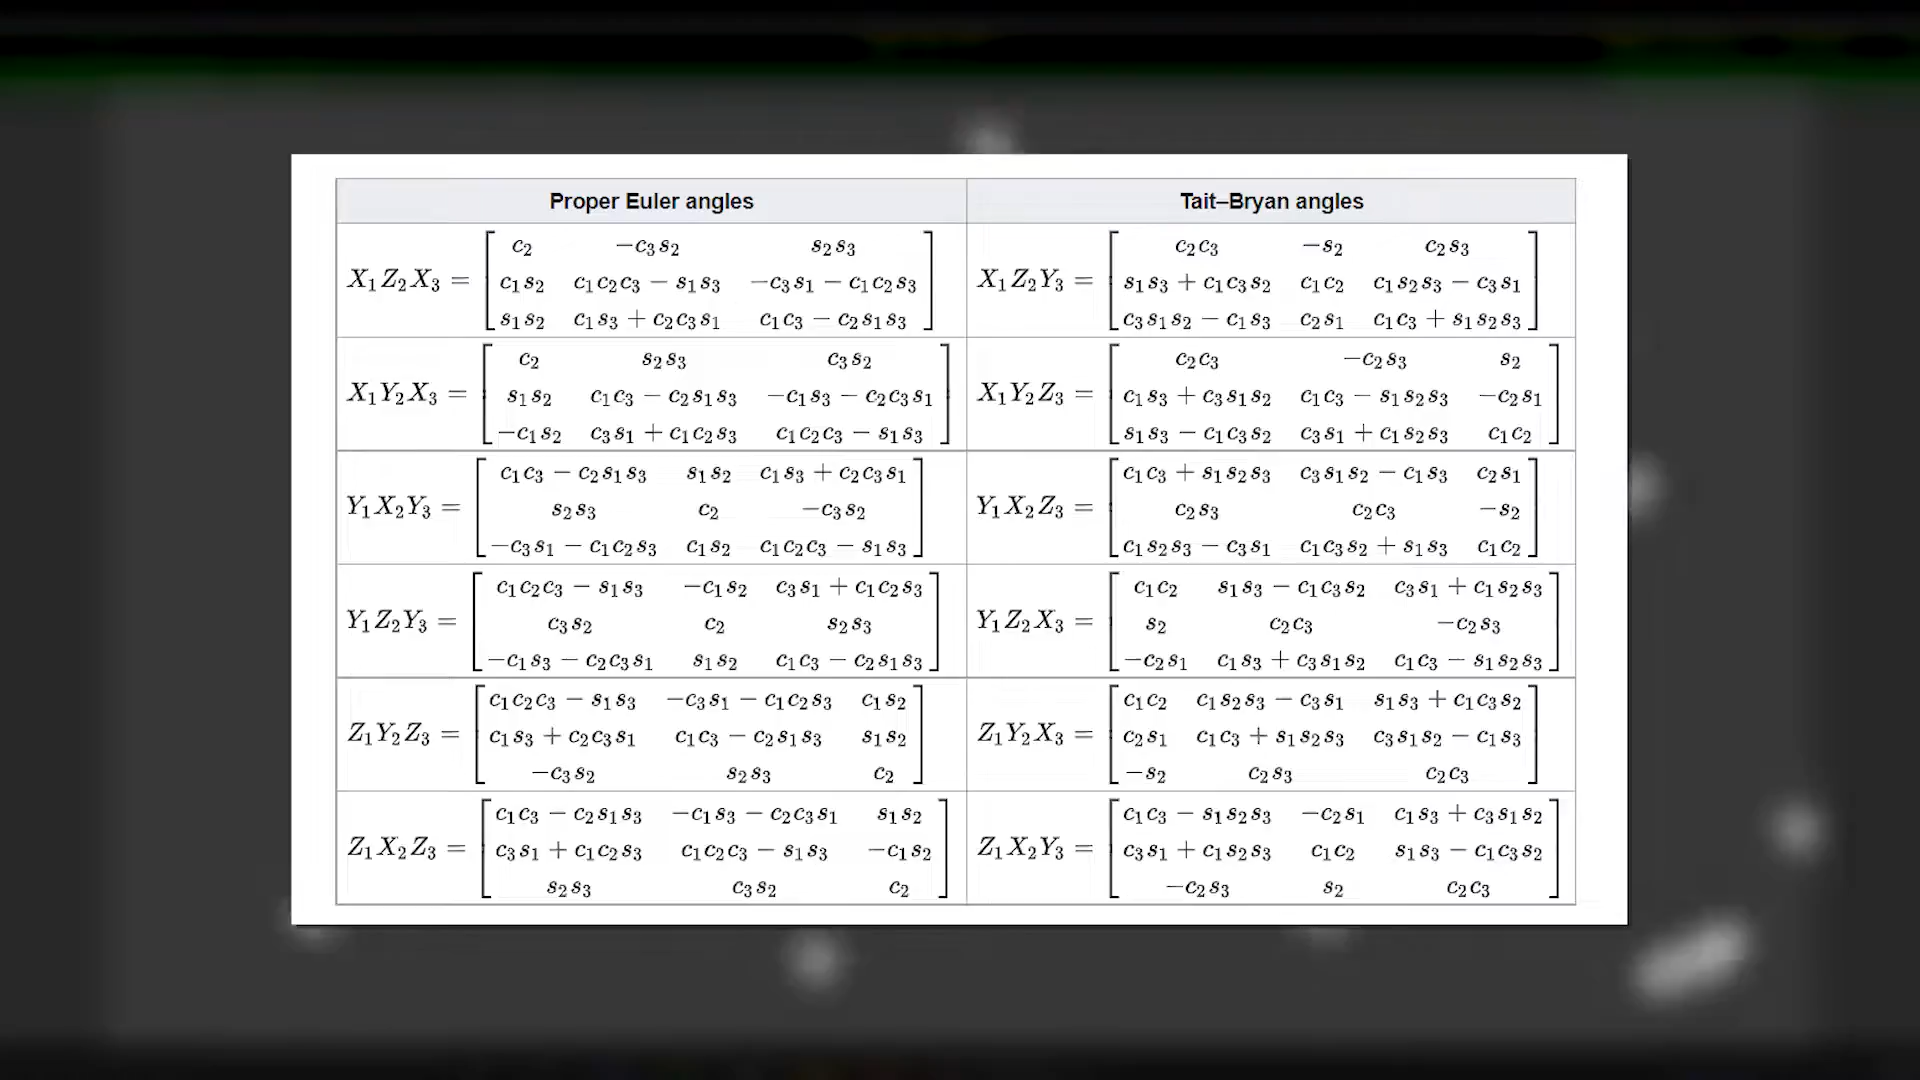 Proper Euler angles Tait–Bryan angles
X₁Z₂X₃ = [ c₂ −c₃s₂ s₂s₃
c₁s₂ c₁c₂c₃ − s₁s₃ −c₃s₁ − c₁c₂s₃
s₁s₂ c₁s₃ + c₂c₃s₁ c₁c₃ − c₂s₁s₃ ]
X₁Z₂Y₃ = [ c₂c₃ −s₂ c₂s₃
s₁s₃ + c₁c₃s₂ c₁c₂ c₁s₂s₃ − c₃s₁
c₃s₁s₂ − c₁s₃ c₂s₁ c₁c₃ + s₁s₂s₃ ]
X₁Y₂X₃ = [ c₂ s₂s₃ c₃s₂
s₁s₂ c₁c₃ − c₂s₁s₃ −c₁s₃ − c₂c₃s₁
−c₁s₂ c₃s₁ + c₁c₂s₃ c₁c₂c₃ − s₁s₃ ]
X₁Y₂Z₃ = [ c₂c₃ −c₂s₃ s₂
c₁s₃ + c₃s₁s₂ c₁c₃ − s₁s₂s₃ −c₂s₁
s₁s₃ − c₁c₃s₂ c₃s₁ + c₁s₂s₃ c₁c₂ ]
Y₁X₂Y₃ = [ c₁c₃ − c₂s₁s₃ s₁s₂ c₁s₃ + c₂c₃s₁
s₂s₃ c₂ −c₃s₂
−c₃s₁ − c₁c₂s₃ c₁s₂ c₁c₂c₃ − s₁s₃ ]
Y₁X₂Z₃ = [ c₁c₃ + s₁s₂s₃ c₃s₁s₂ − c₁s₃ c₂s₁
c₂s₃ c₂c₃ −s₂
c₁s₂s₃ − c₃s₁ c₁c₃s₂ + s₁s₃ c₁c₂ ]
Y₁Z₂Y₃ = [ c₁c₂c₃ − s₁s₃ −c₁s₂ c₃s₁ + c₁c₂s₃
c₃s₂ c₂ s₂s₃
−c₁s₃ − c₂c₃s₁ s₁s₂ c₁c₃ − c₂s₁s₃ ]
Y₁Z₂X₃ = [ c₁c₂ s₁s₃ − c₁c₃s₂ c₃s₁ + c₁s₂s₃
s₂ c₂c₃ −c₂s₃
−c₂s₁ c₁s₃ + c₃s₁s₂ c₁c₃ − s₁s₂s₃ ]
Z₁Y₂Z₃ = [ c₁c₂c₃ − s₁s₃ −c₃s₁ − c₁c₂s₃ c₁s₂
c₁s₃ + c₂c₃s₁ c₁c₃ − c₂s₁s₃ s₁s₂
−c₃s₂ s₂s₃ c₂ ]
Z₁Y₂X₃ = [ c₁c₂ c₁s₂s₃ − c₃s₁ s₁s₃ + c₁c₃s₂
c₂s₁ c₁c₃ + s₁s₂s₃ c₃s₁s₂ − c₁s₃
−s₂ c₂s₃ c₂c₃ ]
Z₁X₂Z₃ = [ c₁c₃ − c₂s₁s₃ −c₁s₃ − c₂c₃s₁ s₁s₂
c₃s₁ + c₁c₂s₃ c₁c₂c₃ − s₁s₃ −c₁s₂
s₂s₃ c₃s₂ c₂ ]
Z₁X₂Y₃ = [ c₁c₃ − s₁s₂s₃ −c₂s₁ c₁s₃ + c₃s₁s₂
c₃s₁ + c₁s₂s₃ c₁c₂ s₁s₃ − c₁c₃s₂
−c₂s₃ s₂ c₂c₃ ]